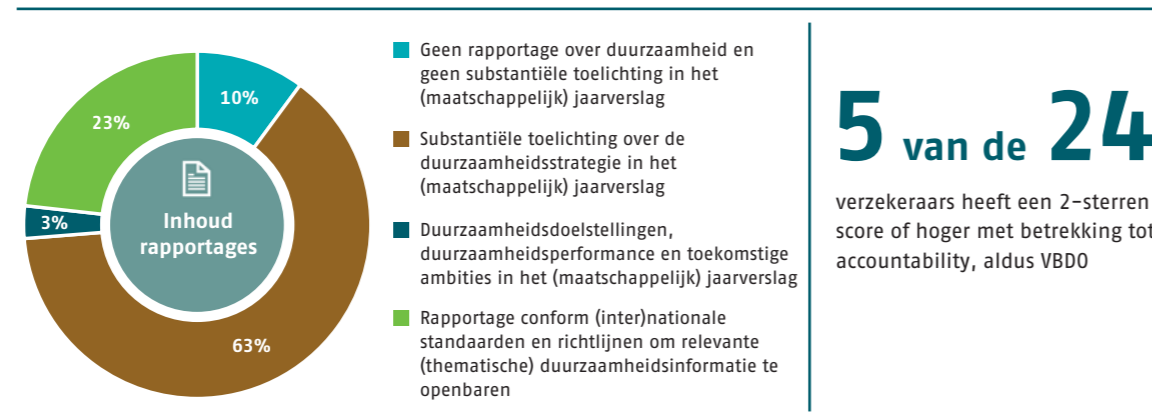 10%
23%
3%
63%
Inhoud
rapportages
Geen rapportage over duurzaamheid en
geen substantiële toelichting in het
(maatschappelijk) jaarverslag
Substantiële toelichting over de
duurzaamheidsstrategie in het
(maatschappelijk) jaarverslag
Duurzaamheidsdoelstellingen,
duurzaamheidsperformance en toekomstige
ambities in het (maatschappelijk) jaarverslag
Rapportage conform (inter)nationale
standaarden en richtlijnen om relevante
(thematische) duurzaamheidsinformatie te
openbaren
5 van de 24
verzekeraars heeft een 2-sterren
score of hoger met betrekking tot
accountability, aldus VBDO